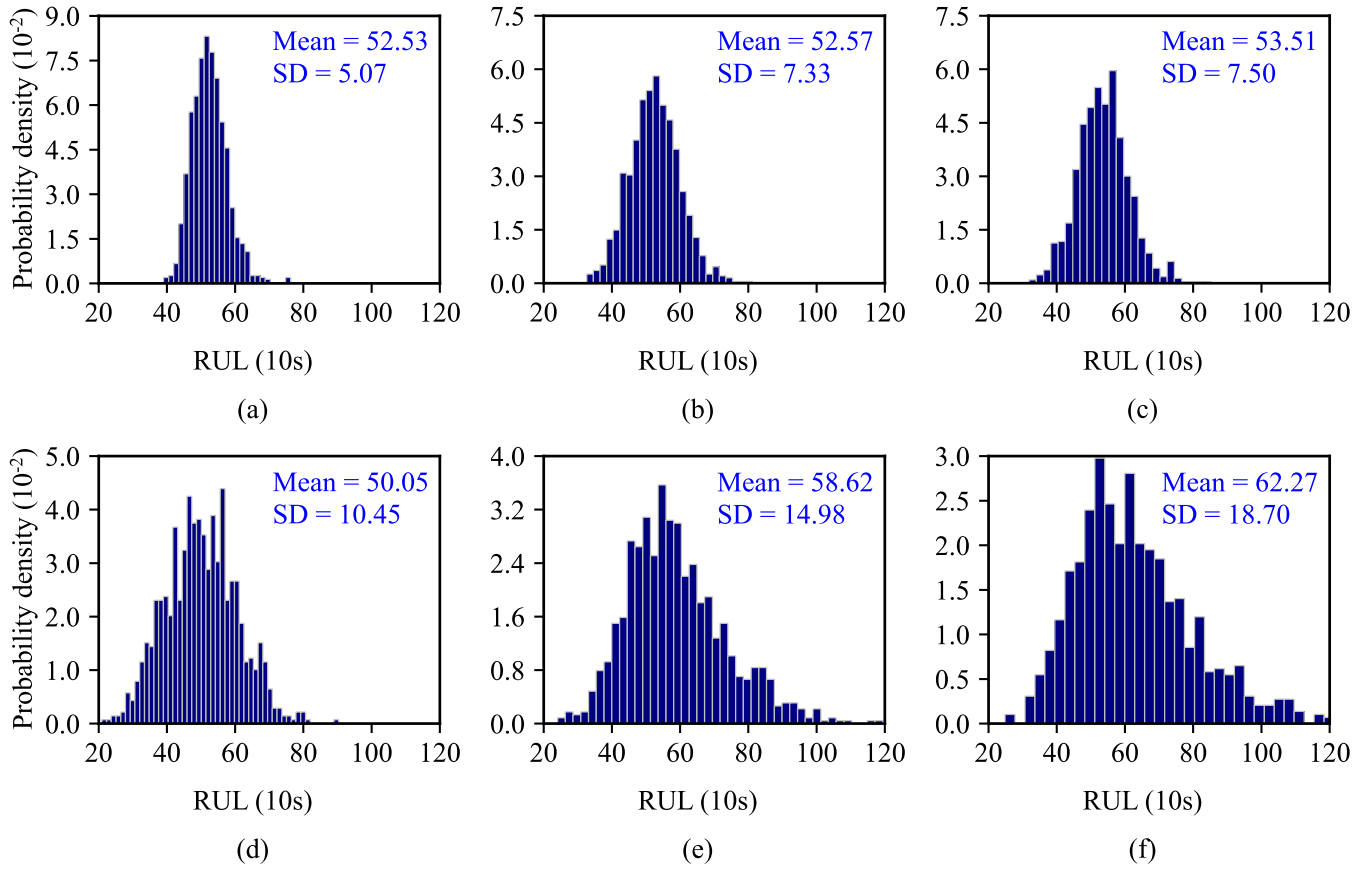 Probability density (10⁻²)
9.0
7.5
6.0
4.5
3.0
1.5
0.0
Mean = 52.53
SD = 5.07
20 40 60 80 100 120
RUL (10s)
(a)
7.5
6.0
4.5
3.0
1.5
0.0
Mean = 52.57
SD = 7.33
20 40 60 80 100 120
RUL (10s)
(b)
7.5
6.0
4.5
3.0
1.5
0.0
Mean = 53.51
SD = 7.50
20 40 60 80 100 120
RUL (10s)
(c)
Probability density (10⁻²)
5.0
4.0
3.0
2.0
1.0
0.0
Mean = 50.05
SD = 10.45
20 40 60 80 100 120
RUL (10s)
(d)
4.0
3.2
2.4
1.6
0.8
0.0
Mean = 58.62
SD = 14.98
20 40 60 80 100 120
RUL (10s)
(e)
3.0
2.5
2.0
1.5
1.0
0.5
0.0
Mean = 62.27
SD = 18.70
20 40 60 80 100 120
RUL (10s)
(f)